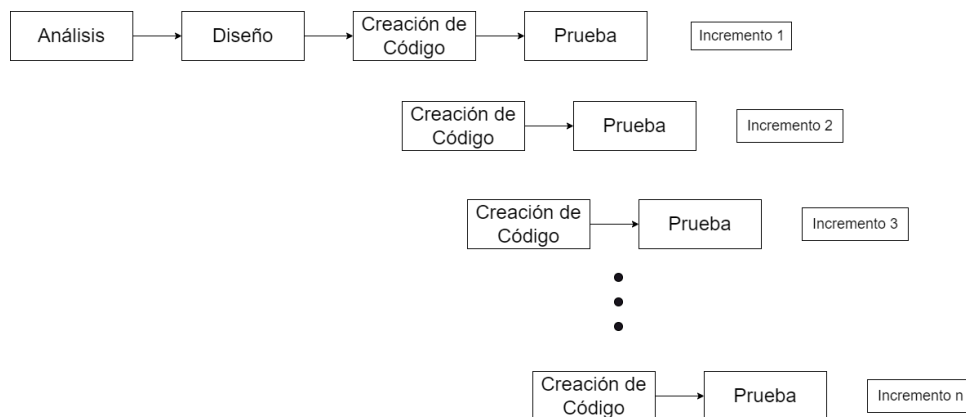 Análisis
Diseño
Creación de
Código
Prueba
Incremento 1
Creación de
Código
Prueba
Incremento 2
Creación de
Código
Prueba
Incremento 3
Creación de
Código
Prueba
Incremento n